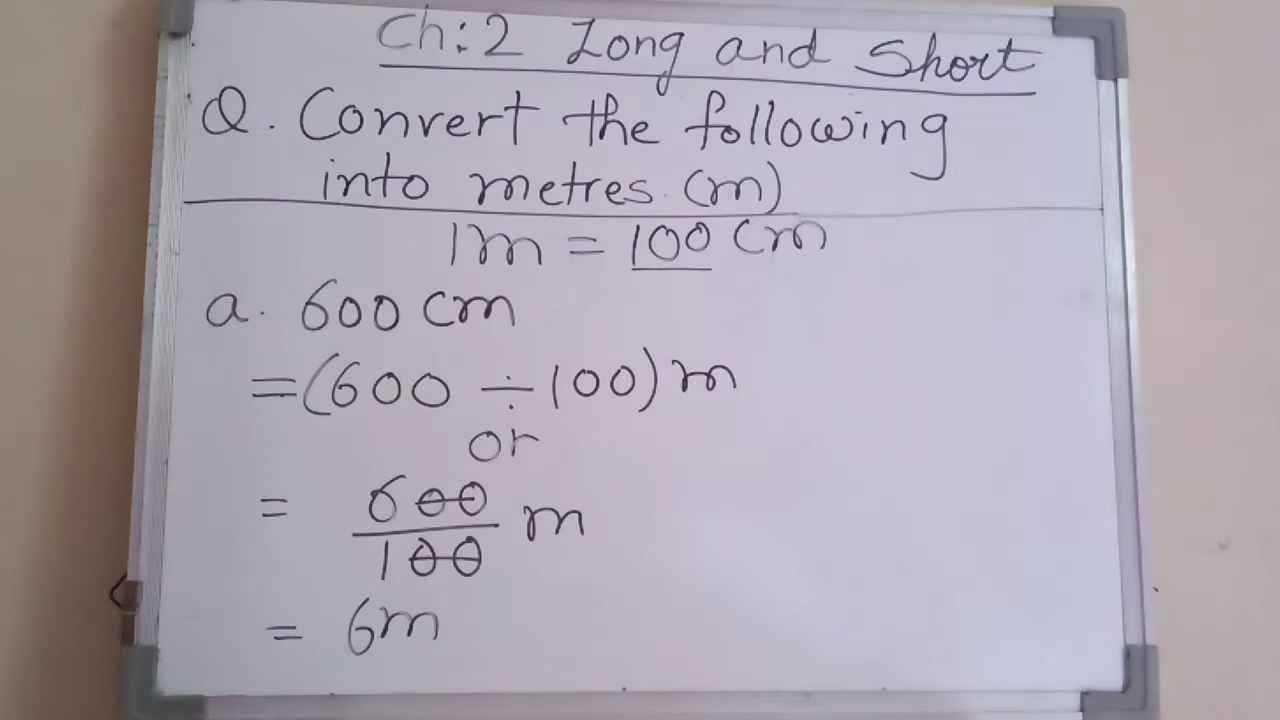 Ch:2 Long and Short
Q. Convert the following
into metres (m)
1m = 100 cm
a. 600 cm
=(600 ÷ 100) m
or
= 600/100 m
= 6m